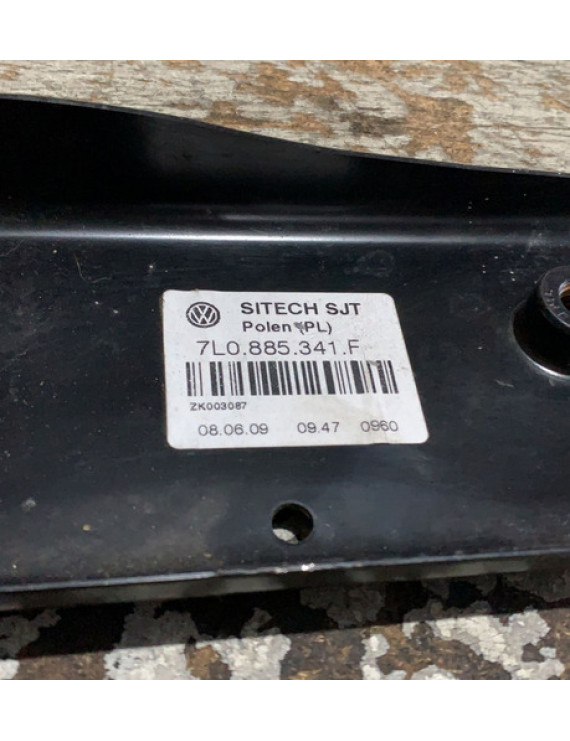 SITECH SJT
Polen (PL)
7L0.885.341.F
ZK003087
08.06.09 09.47 0960